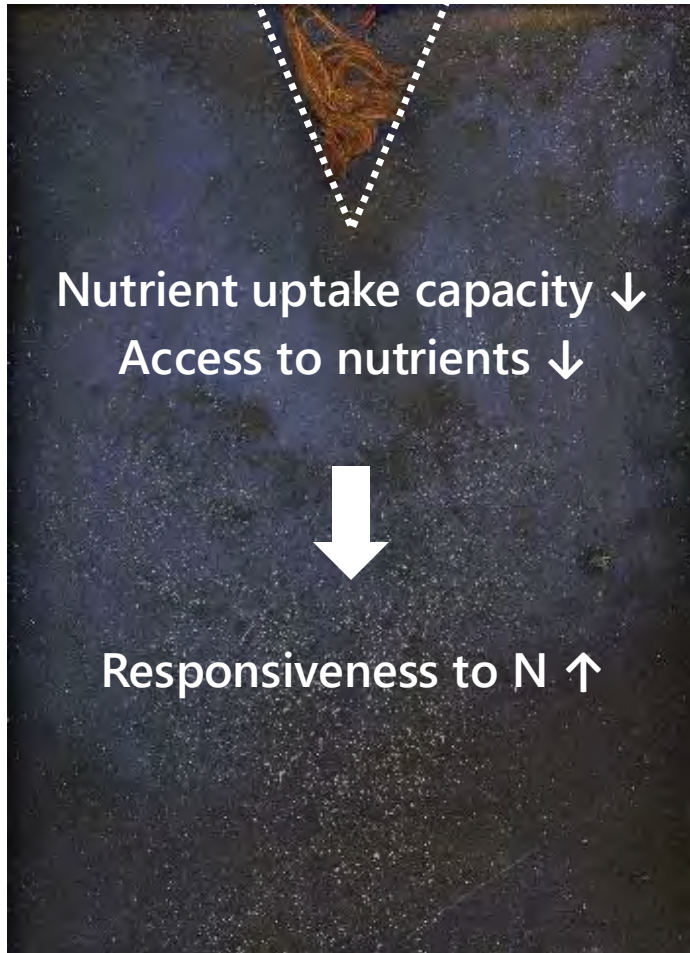 Nutrient uptake capacity ↓
Access to nutrients ↓
Responsiveness to N ↑